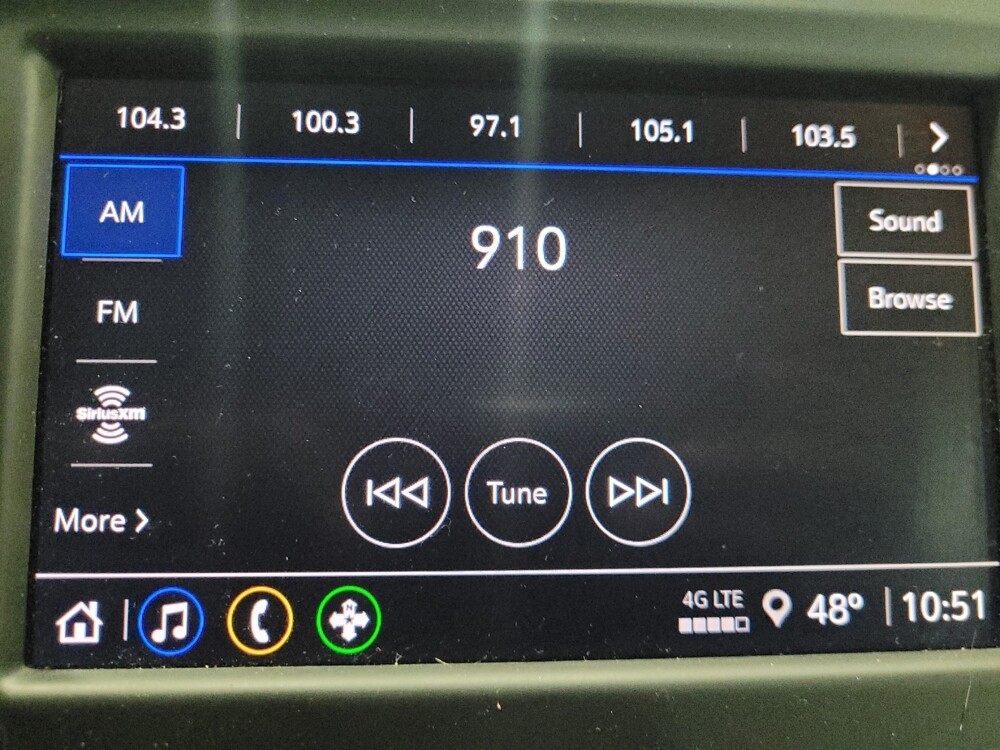 104.3 | 100.3 | 97.1 | 105.1 | 103.5 |
AM
910
Sound
FM
Browse
SiriusXM
Tune
More
N
4G LTE
48° | 10:51